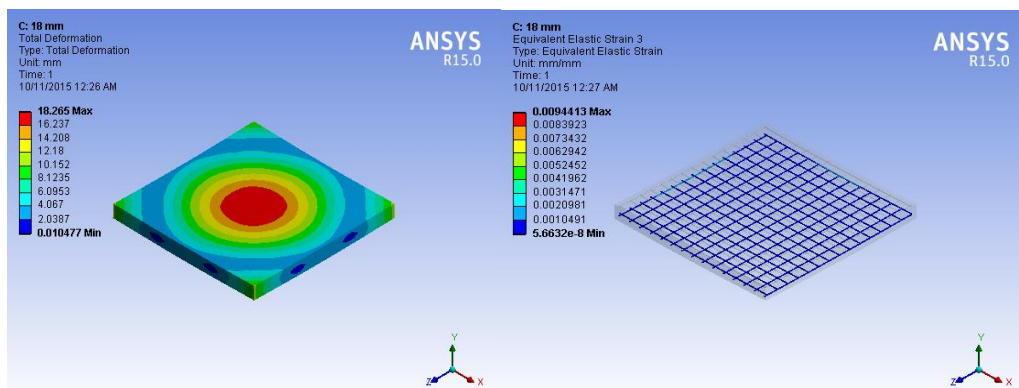 C: 18 mm
Total Deformation
Type: Total Deformation
Unit: mm
Time: 1
10/11/2015 12:26 AM
18.265 Max
16.237
14.208
12.18
10.152
8.1235
6.0953
4.067
2.0387
0.010477 Min
ANSYS
R15.0
Y
Z
X
C: 18 mm
Equivalent Elastic Strain 3
Type: Equivalent Elastic Strain
Unit: mm/mm
Time: 1
10/11/2015 12:27 AM
0.0094413 Max
0.0083923
0.0073432
0.0062942
0.0052452
0.0041962
0.0031471
0.0020981
0.0010491
5.6632e-8 Min
ANSYS
R15.0
Y
Z
X